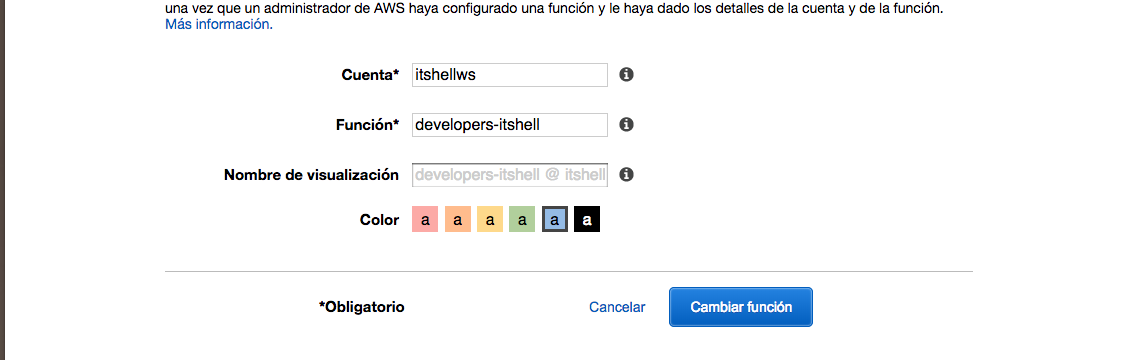 una vez que un administrador de AWS haya configurado una función y le haya dado los detalles de la cuenta y de la función.
Más información.
Cuenta* itshellws
Función* developers-itshell
Nombre de visualización developers-itshell @ itshell
Color a a a a a a
*Obligatorio Cancelar Cambiar función